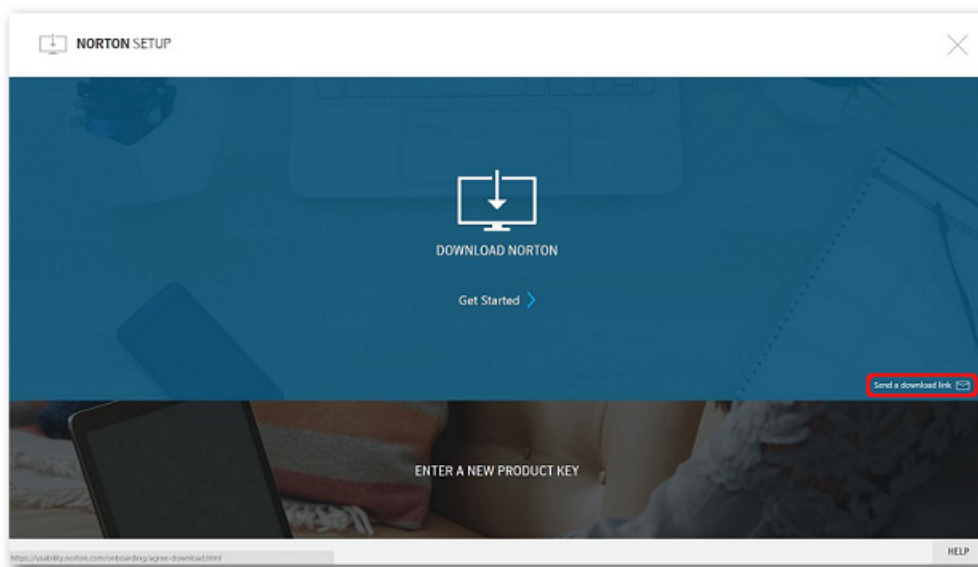 NORTON SETUP
DOWNLOAD NORTON
Get Started
Send a download link
ENTER A NEW PRODUCT KEY
https://usability.norton.com/onboarding/agree-download.html
HELP